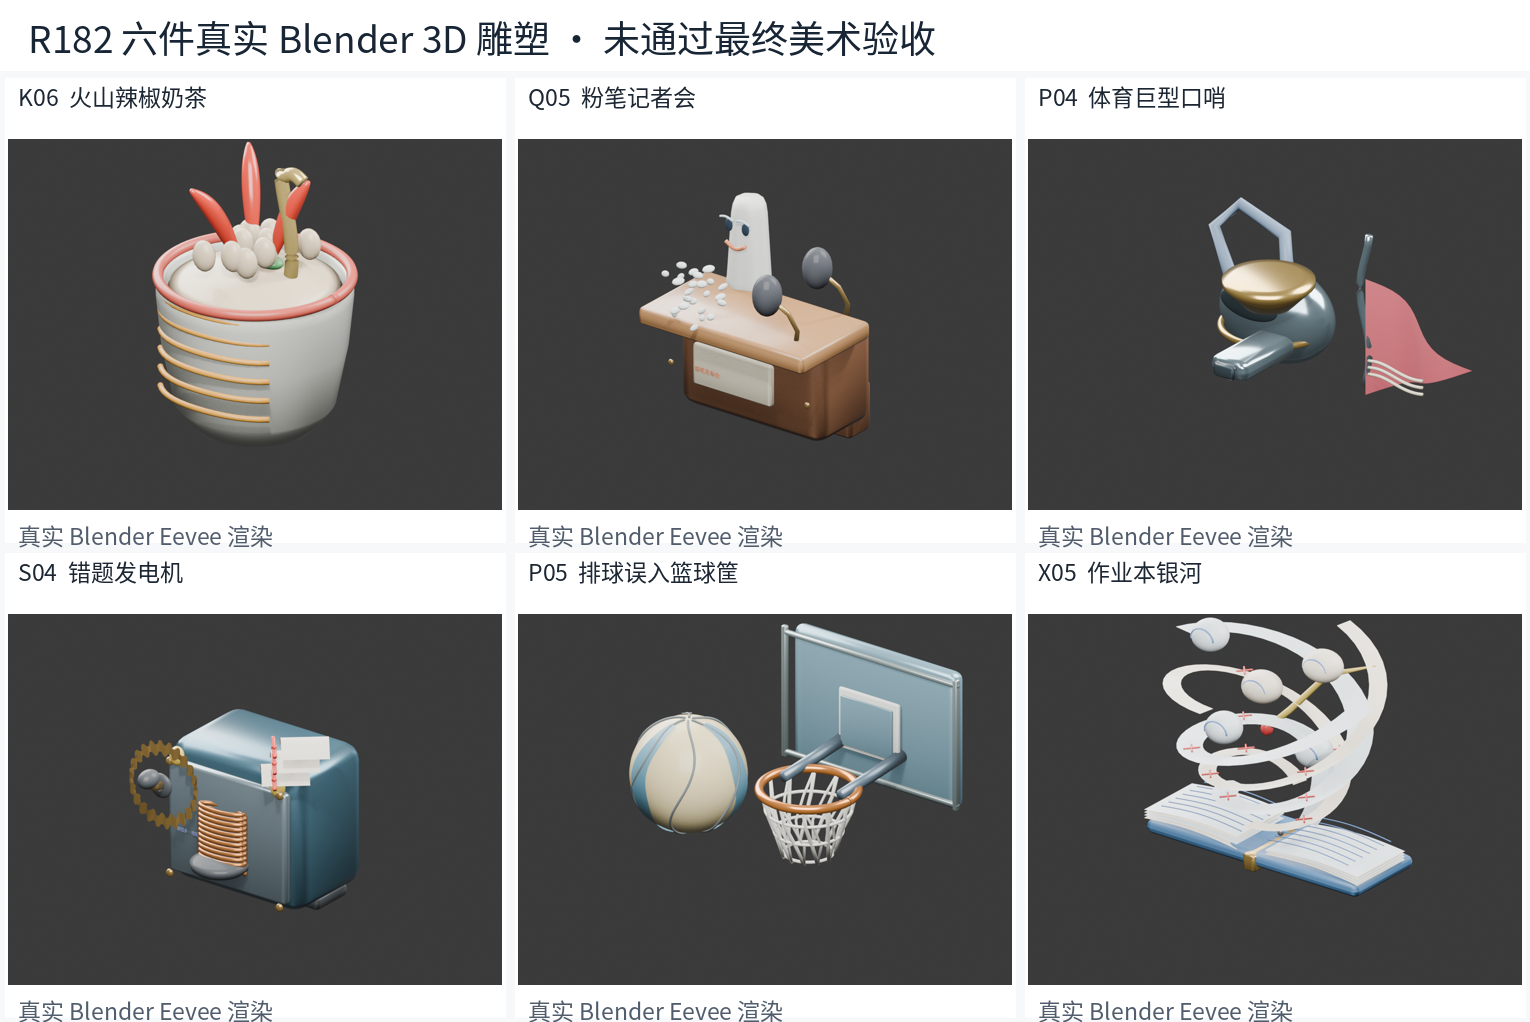 R182 六件真实 Blender 3D 雕塑 · 未通过最终美术验收
K06 火山辣椒奶茶
Q05 粉笔记者会
P04 体育巨型口哨
真实 Blender Eevee 渲染
真实 Blender Eevee 渲染
真实 Blender Eevee 渲染
S04 错题发电机
P05 排球误入篮球筐
X05 作业本银河
真实 Blender Eevee 渲染
真实 Blender Eevee 渲染
真实 Blender Eevee 渲染